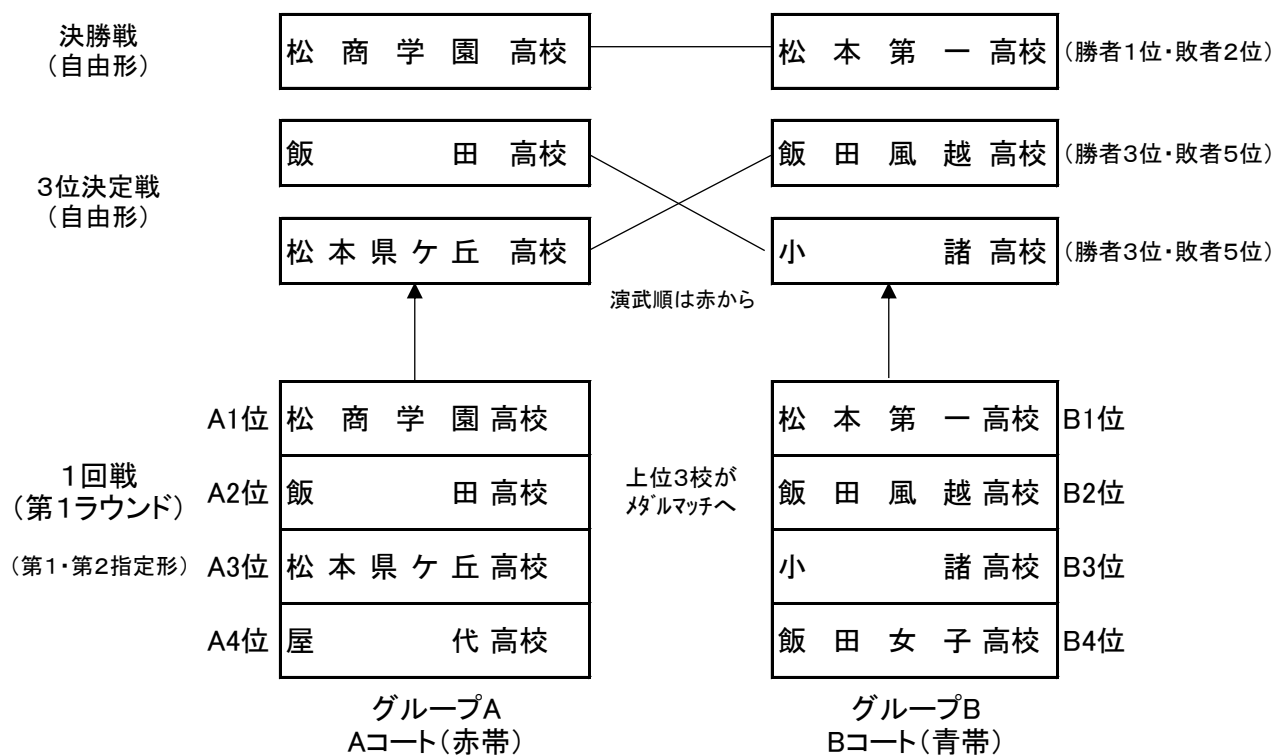 決勝戦
（自由形）
松商学園高校
松本第一高校
（勝者1位・敗者2位）
飯田高校
飯田風越高校
（勝者3位・敗者5位）
3位決定戦
（自由形）
松本県ケ丘高校
小諸高校
（勝者3位・敗者5位）
演武順は赤から
A1位 松商学園高校
松本第一高校 B1位
1回戦
（第1ラウンド）
（第1・第2指定形）
A2位 飯田高校
上位3校が
ﾒﾀﾞﾙﾏｯﾁへ
飯田風越高校 B2位
A3位 松本県ケ丘高校
小諸高校 B3位
A4位 屋代高校
飯田女子高校 B4位
グループA
Aコート（赤帯）
グループB
Bコート（青帯）